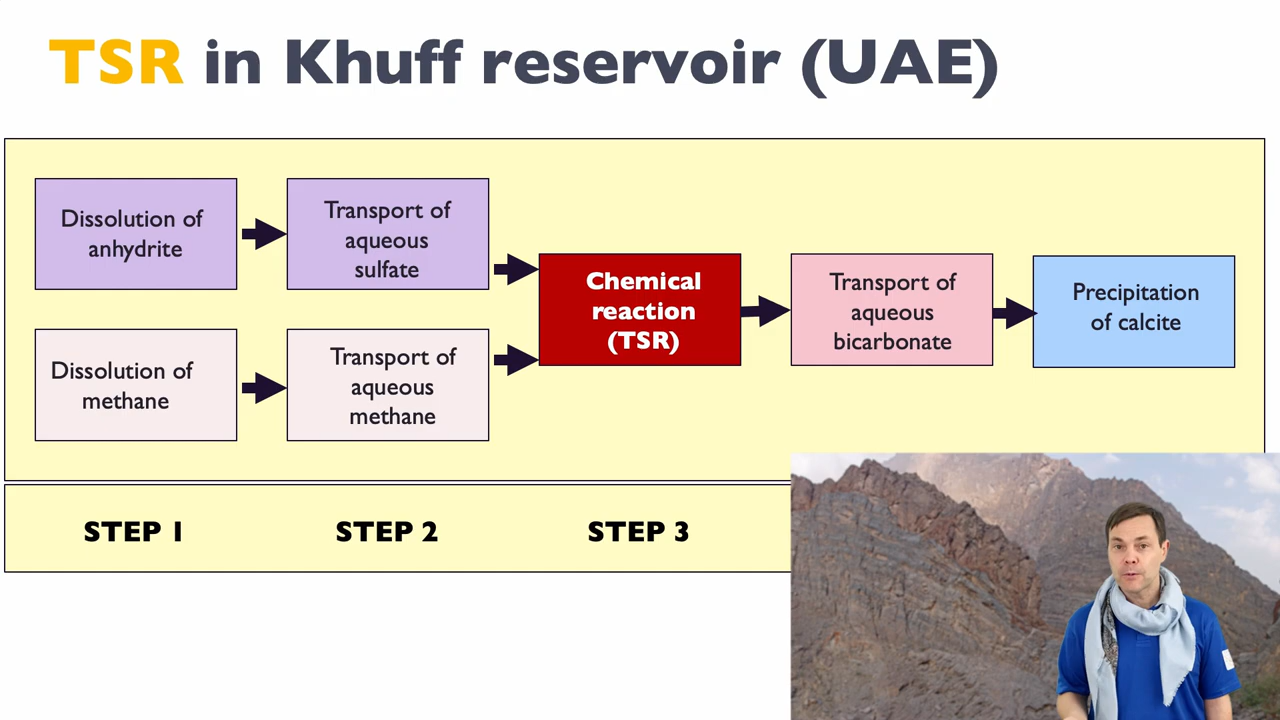 TSR in Khuff reservoir (UAE)
Dissolution of
anhydrite
Transport of
aqueous
sulfate
Dissolution of
methane
Transport of
aqueous
methane
Chemical
reaction
(TSR)
Transport of
aqueous
bicarbonate
Precipitation
of calcite
STEP 1
STEP 2
STEP 3